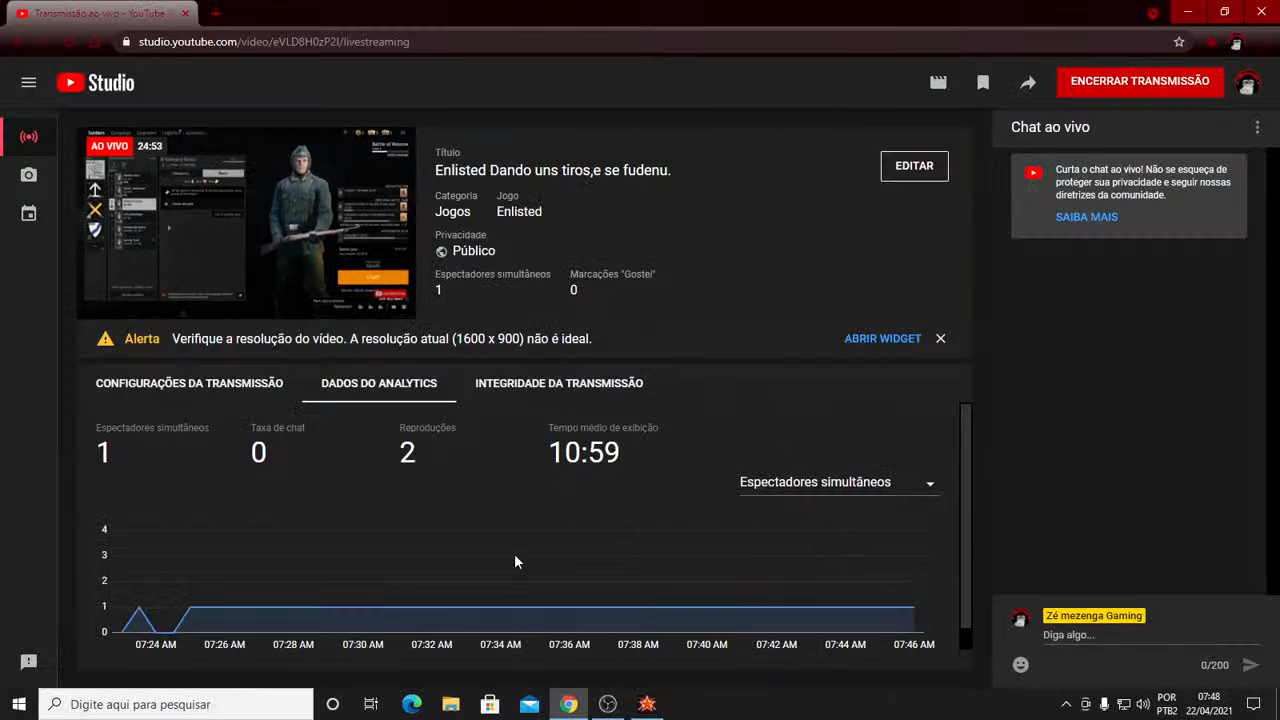 Transmissão ao vivo - YouTube
studio.youtube.com/video/eVLD8H0zP2I/livestreaming
Studio
ENCERRAR TRANSMISSÃO
AO VIVO 24:53
Battle of Moscow
Título
Enlisted Dando uns tiros,e se fudenu.
EDITAR
Categoria
Jogo
Jogos
Enlisted
Privacidade
Público
Espectadores simultâneos
Marcações "Gostei"
1
0
Alerta Verifique a resolução do vídeo. A resolução atual (1600 x 900) não é ideal.
ABRIR WIDGET
CONFIGURAÇÕES DA TRANSMISSÃO
DADOS DO ANALYTICS
INTEGRIDADE DA TRANSMISSÃO
Espectadores simultâneos
Taxa de chat
Reproduções
Tempo médio de exibição
1
0
2
10:59
Espectadores simultâneos
4
3
2
1
0
07:24 AM 07:26 AM 07:28 AM 07:30 AM 07:32 AM 07:34 AM 07:36 AM 07:38 AM 07:40 AM 07:42 AM 07:44 AM 07:46 AM
Chat ao vivo
Curta o chat ao vivo! Não se esqueça de
proteger sua privacidade e seguir nossas
diretrizes da comunidade.
SAIBA MAIS
Zé mezenga Gaming
Diga algo...
0/200
Digite aqui para pesquisar
POR
PTB2
07:48
22/04/2021